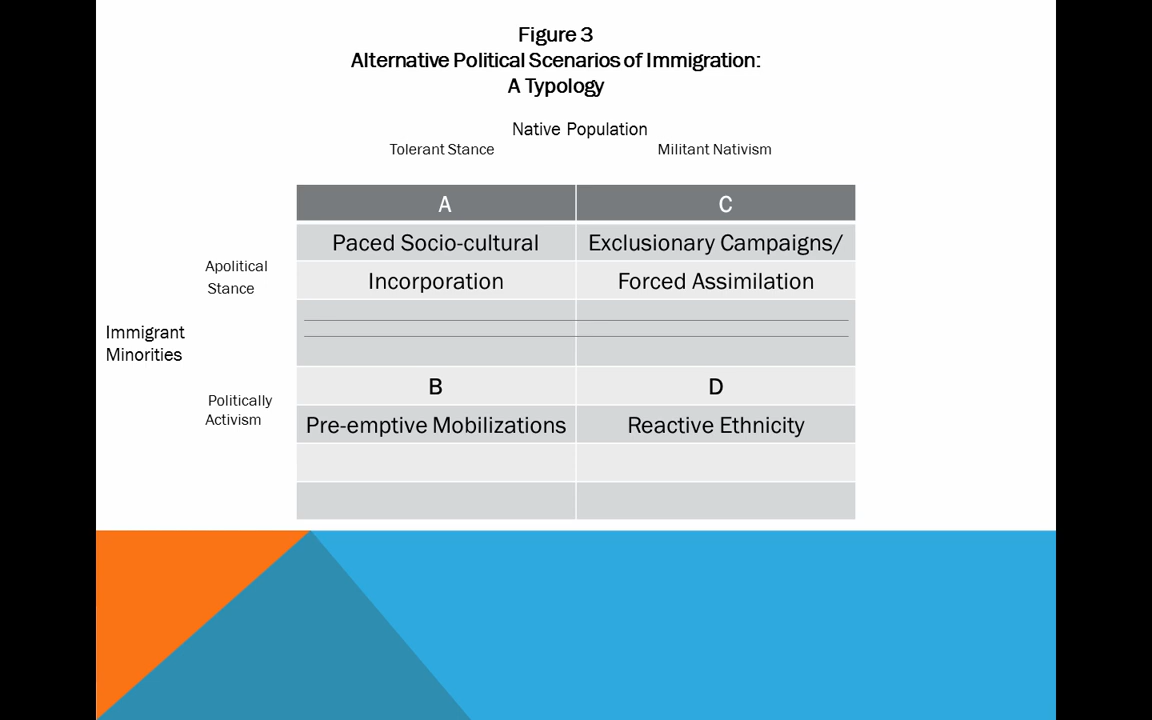 Figure 3
Alternative Political Scenarios of Immigration:
A Typology
Native Population
Tolerant Stance Militant Nativism
A C
Paced Socio-cultural Exclusionary Campaigns/
Apolitical
Stance
Incorporation Forced Assimilation
Immigrant
Minorities
B D
Politically
Activism
Pre-emptive Mobilizations Reactive Ethnicity